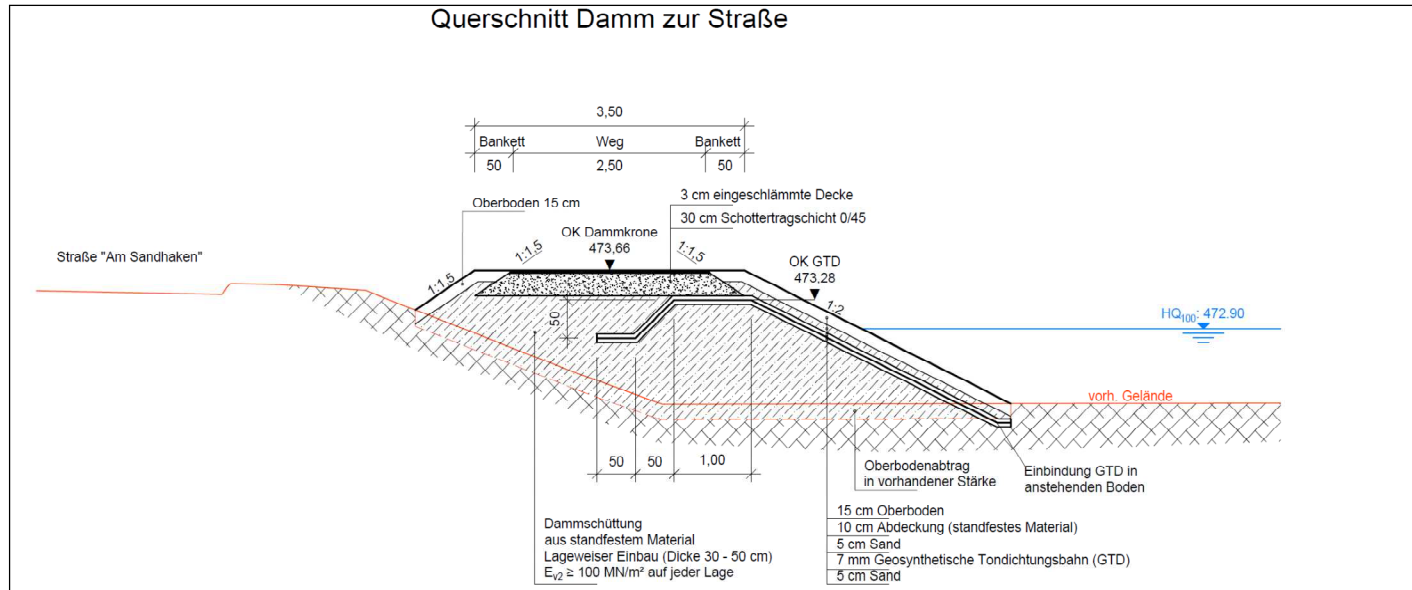 Querschnitt Damm zur Straße
3,50
Bankett
Weg
Bankett
50
2,50
50
Oberboden 15 cm
3 cm eingeschlämmte Decke
30 cm Schottertragschicht 0/45
OK Dammkrone
473,66
1:1,5
1:1,5
1:1,5
OK GTD
473,28
Straße "Am Sandhaken"
1:2
50
HQ100: 472.90
vorh. Gelände
50
50
1,00
Oberbodenabtrag
in vorhandener Stärke
Einbindung GTD in
anstehenden Boden
Dammschüttung
aus standfestem Material
Lageweiser Einbau (Dicke 30 - 50 cm)
Ev2 ≥ 100 MN/m² auf jeder Lage
15 cm Oberboden
10 cm Abdeckung (standfestes Material)
5 cm Sand
7 mm Geosynthetische Tondichtungsbahn (GTD)
5 cm Sand